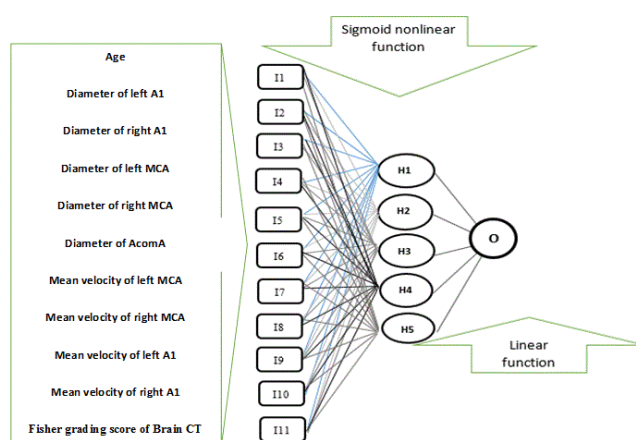 Sigmoid nonlinear
function
Age
Diameter of left A1
Diameter of right A1
Diameter of left MCA
Diameter of right MCA
Diameter of AcomA
Mean velocity of left MCA
Mean velocity of right MCA
Mean velocity of left A1
Mean velocity of right A1
Fisher grading score of Brain CT
I1
I2
I3
I4
I5
I6
I7
I8
I9
I10
I11
H1
H2
H3
H4
H5
O
Linear
function